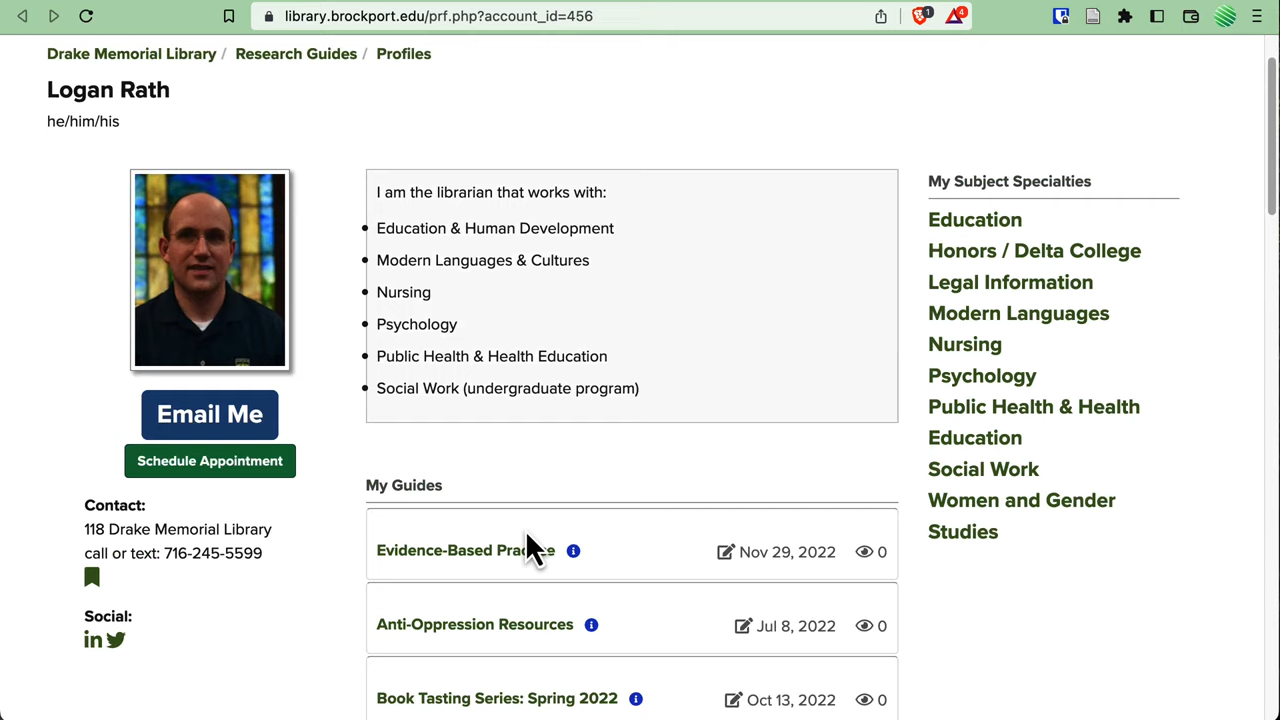 library.brockport.edu/prf.php?account_id=456
1
4
Drake Memorial Library / Research Guides / Profiles
Logan Rath
he/him/his
I am the librarian that works with:
• Education & Human Development
• Modern Languages & Cultures
• Nursing
• Psychology
• Public Health & Health Education
• Social Work (undergraduate program)
Email Me
Schedule Appointment
Contact:
118 Drake Memorial Library
call or text: 716-245-5599
Social:
My Guides
Evidence-Based Practice Nov 29, 2022 0
Anti-Oppression Resources Jul 8, 2022 0
Book Tasting Series: Spring 2022 Oct 13, 2022 0
My Subject Specialties
Education
Honors / Delta College
Legal Information
Modern Languages
Nursing
Psychology
Public Health & Health
Education
Social Work
Women and Gender
Studies